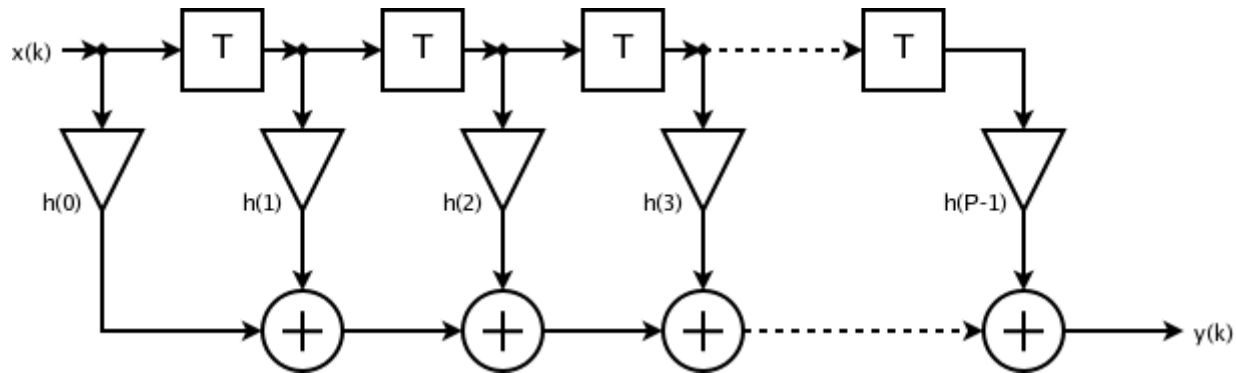 x(k) T T T T
h(0) h(1) h(2) h(3) h(P-1)
y(k)